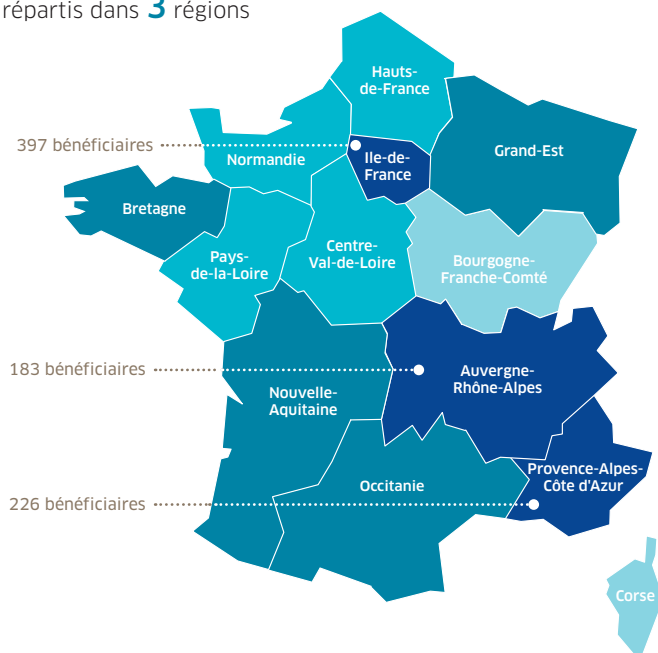 répartis dans 3 régions
Hauts-
de-France
397 bénéficiaires
Normandie
Ile-de-
France
Grand-Est
Bretagne
Pays-
de-la-Loire
Centre-
Val-de-Loire
Bourgogne-
Franche-Comté
183 bénéficiaires
Auvergne-
Rhône-Alpes
Nouvelle-
Aquitaine
Provence-Alpes-
Côte d'Azur
Occitanie
226 bénéficiaires
Corse